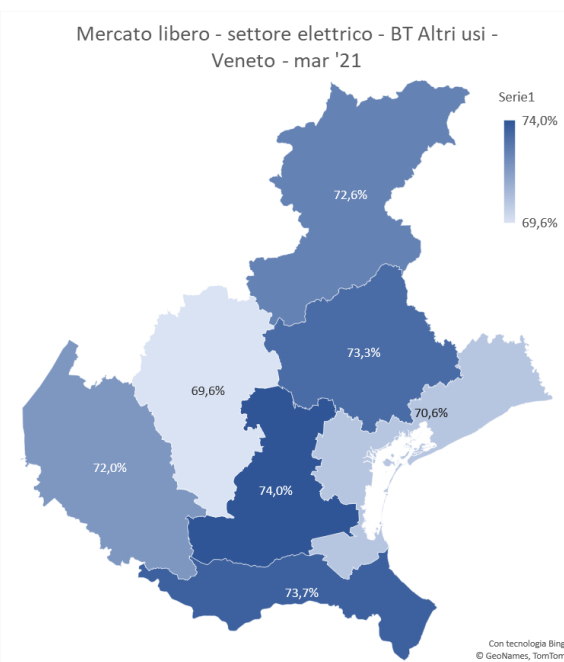 Mercato libero - settore elettrico - BT Altri usi -
Veneto - mar '21
Serie1
74,0%
69,6%
72,6%
73,3%
69,6%
70,6%
72,0%
74,0%
73,7%
Con tecnologia Bing
© GeoNames, TomTom